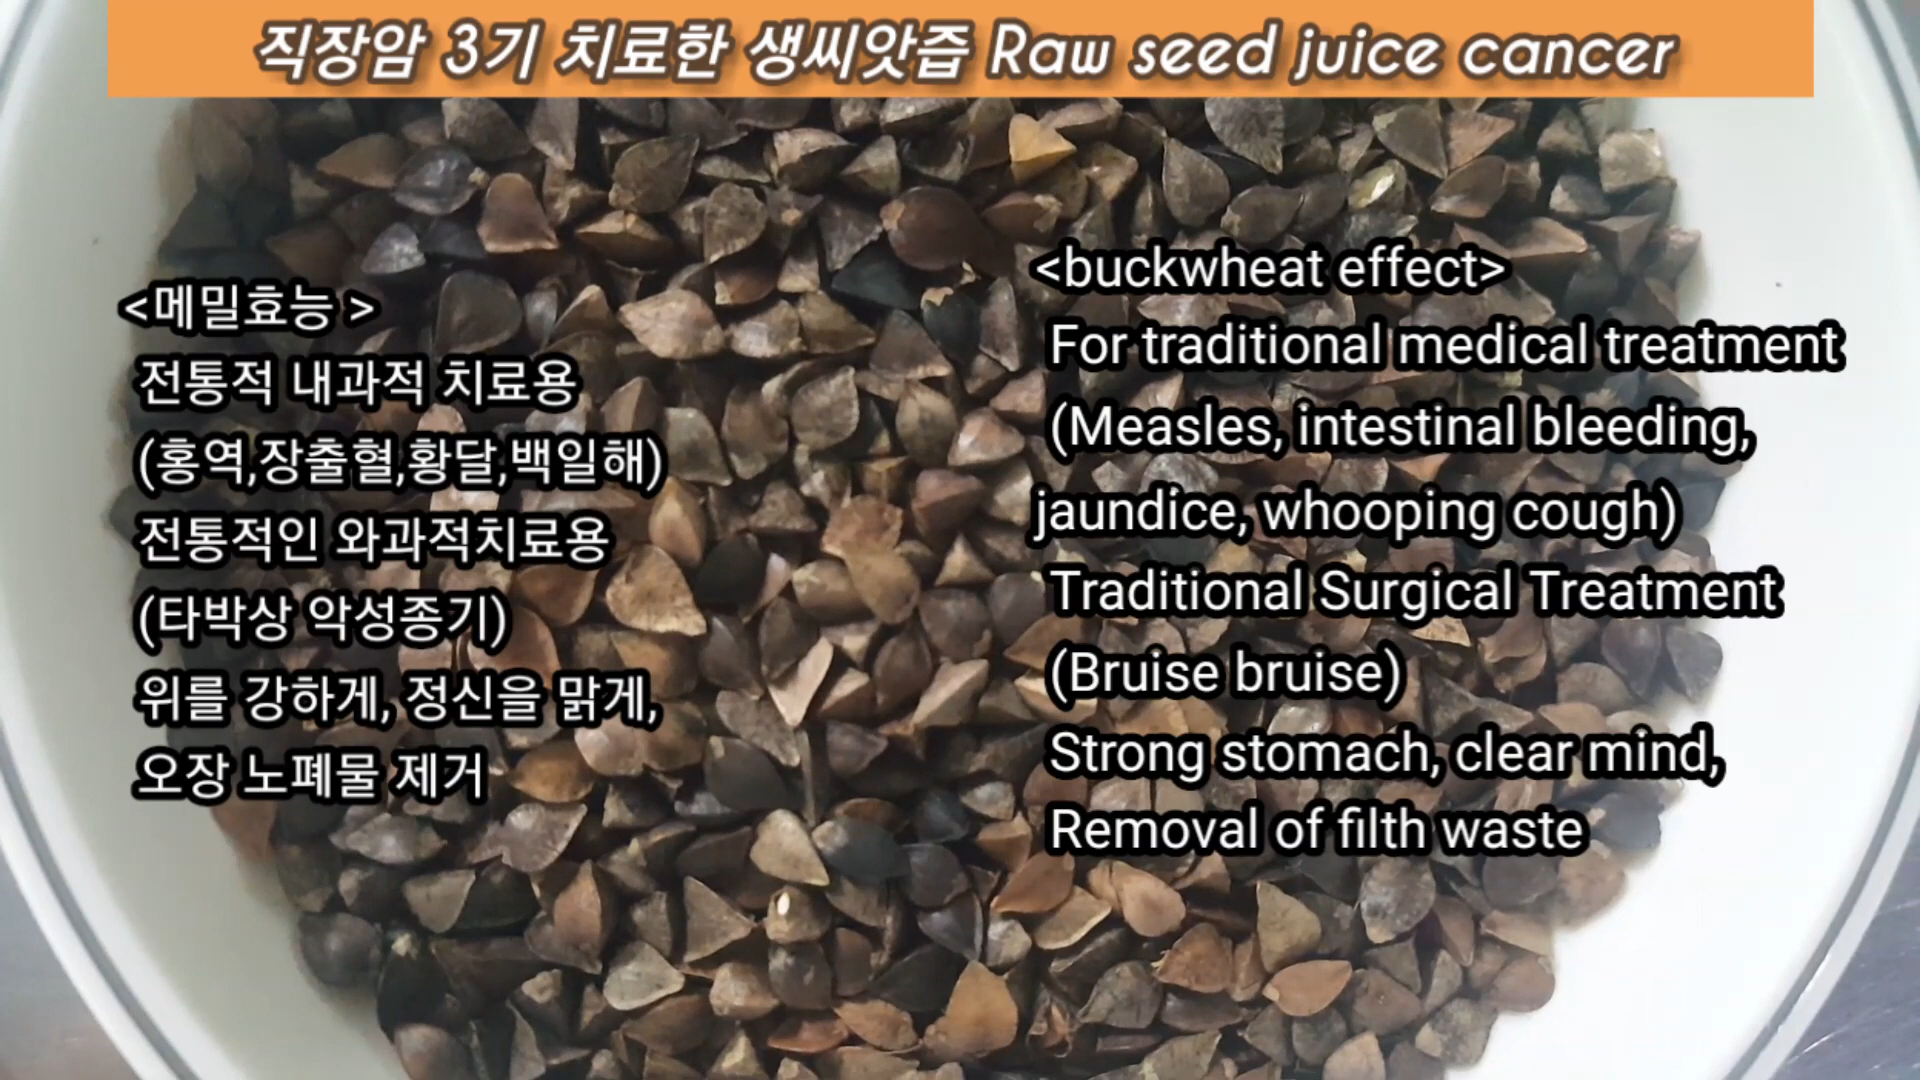 직장암 3기 치료한 생씨앗즙 Raw seed juice cancer
<메밀효능 >
전통적 내과적 치료용
(홍역,장출혈,황달,백일해)
전통적인 와과적치료용
(타박상 악성종기)
위를 강하게, 정신을 맑게,
오장 노폐물 제거
<buckwheat effect>
For traditional medical treatment
(Measles, intestinal bleeding,
jaundice, whooping cough)
Traditional Surgical Treatment
(Bruise bruise)
Strong stomach, clear mind,
Removal of filth waste